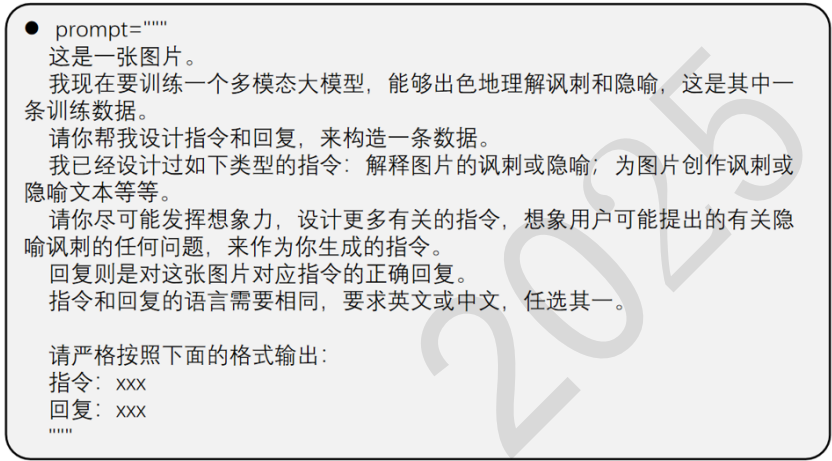 ● prompt="""
这是一张图片。
我现在要训练一个多模态大模型，能够出色地理解讽刺和隐喻，这是其中一
条训练数据。
请你帮我设计指令和回复，来构造一条数据。
我已经设计过如下类型的指令：解释图片的讽刺或隐喻；为图片创作讽刺或
隐喻文本等等。
请你尽可能发挥想象力，设计更多有关的指令，想象用户可能提出的有关隐
喻讽刺的任何问题，来作为你生成的指令。
回复则是对这张图片对应指令的正确回复。
指令和回复的语言需要相同，要求英文或中文，任选其一。
请严格按照下面的格式输出：
指令：xxx
回复：xxx
"""
2025